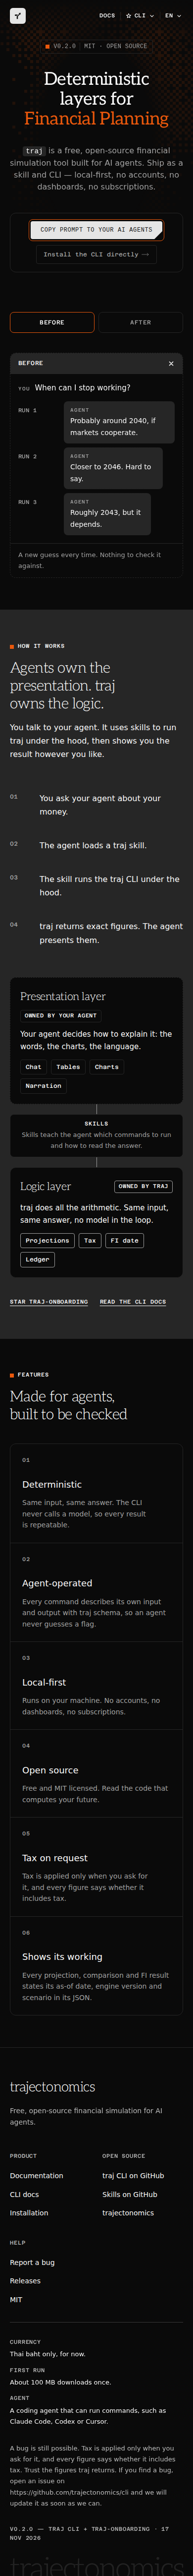 DOCS
CLI
EN
V0.2.0
MIT · OPEN SOURCE
Deterministic
layers for
Financial Planning
traj is a free, open-source financial
simulation tool built for AI agents. Ship as a
skill and CLI — local-first, no accounts, no
dashboards, no subscriptions.
COPY PROMPT TO YOUR AI AGENTS
Install the CLI directly
BEFORE
AFTER
BEFORE
YOU When can I stop working?
RUN 1
AGENT
Probably around 2040, if
markets cooperate.
RUN 2
AGENT
Closer to 2046. Hard to
say.
RUN 3
AGENT
Roughly 2043, but it
depends.
A new guess every time. Nothing to check it
against.
HOW IT WORKS
Agents own the
presentation. traj
owns the logic.
You talk to your agent. It uses skills to run
traj under the hood, then shows you the
result however you like.
01
You ask your agent about your
money.
02
The agent loads a traj skill.
03
The skill runs the traj CLI under the
hood.
04
traj returns exact figures. The agent
presents them.
Presentation layer
OWNED BY YOUR AGENT
Your agent decides how to explain it: the
words, the charts, the language.
Chat
Tables
Charts
Narration
SKILLS
Skills teach the agent which commands to run
and how to read the answer.
Logic layer
OWNED BY TRAJ
traj does all the arithmetic. Same input,
same answer, no model in the loop.
Projections
Tax
FI date
Ledger
STAR TRAJ-ONBOARDING
READ THE CLI DOCS
FEATURES
Made for agents,
built to be checked
01
Deterministic
Same input, same answer. The CLI
never calls a model, so every result
is repeatable.
02
Agent-operated
Every command describes its own input
and output with traj schema, so an agent
never guesses a flag.
03
Local-first
Runs on your machine. No accounts, no
dashboards, no subscriptions.
04
Open source
Free and MIT licensed. Read the code that
computes your future.
05
Tax on request
Tax is applied only when you ask for
it, and every figure says whether it
includes tax.
06
Shows its working
Every projection, comparison and FI result
states its as-of date, engine version and
scenario in its JSON.
trajectonomics
Free, open-source financial simulation for AI
agents.
PRODUCT
Documentation
CLI docs
Installation
OPEN SOURCE
traj CLI on GitHub
Skills on GitHub
trajectonomics
HELP
Report a bug
Releases
MIT
CURRENCY
Thai baht only, for now.
FIRST RUN
About 100 MB downloads once.
AGENT
A coding agent that can run commands, such as
Claude Code, Codex or Cursor.
A bug is still possible. Tax is applied only when you
ask for it, and every figure says whether it includes
tax. Trust the figures traj returns. If you find a bug,
open an issue on
https://github.com/trajectonomics/cli and we will
update it as soon as we can.
V0.2.0 — TRAJ CLI + TRAJ-ONBOARDING · 17
NOV 2026
trajectonomics